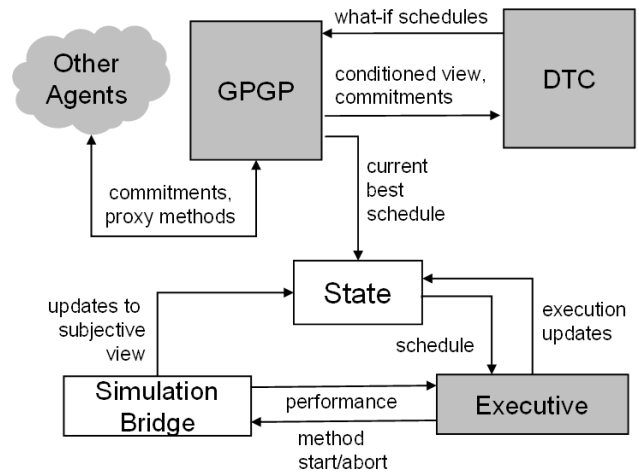 what-if schedules
Other
Agents
GPGP
conditioned view,
commitments
DTC
commitments,
proxy methods
current
best
schedule
State
updates to
subjective
view
schedule
execution
updates
Simulation
Bridge
performance
method
start/abort
Executive